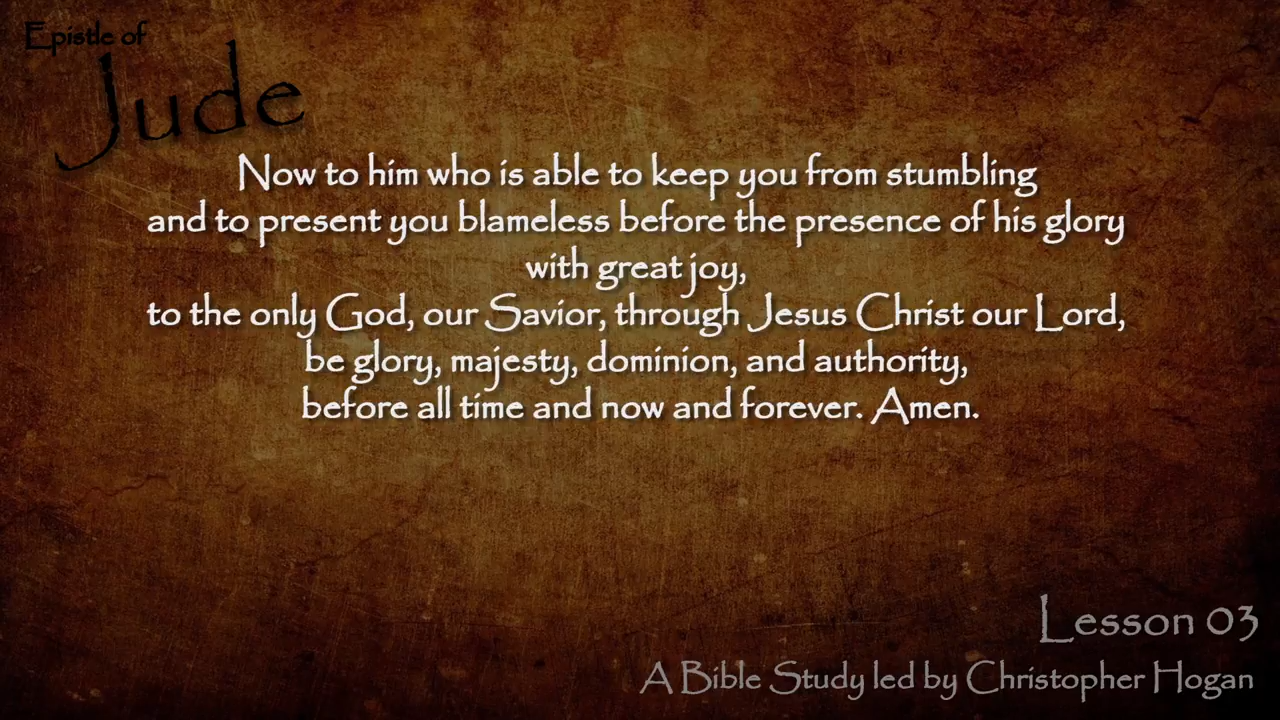 Epistle of
Jude
Now to him who is able to keep you from stumbling
and to present you blameless before the presence of his glory
with great joy,
to the only God, our Savior, through Jesus Christ our Lord,
be glory, majesty, dominion, and authority,
before all time and now and forever. Amen.
Lesson 03
A Bible Study led by Christopher Hogan